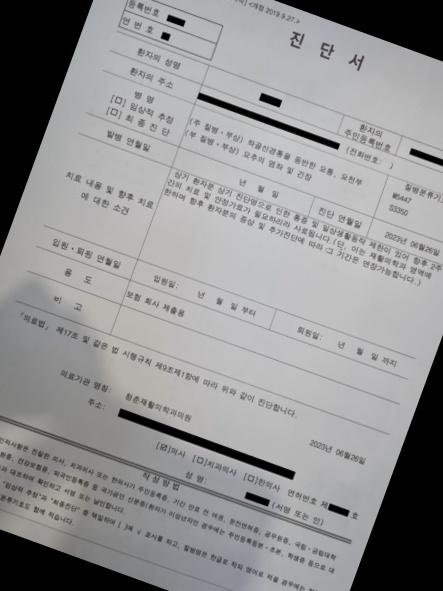 <개정 2019.9.27.>
등록번호
연 번 호
진 단 서
환자의 성명
환자의 주민등록번호
환자의 주소
(전화번호: )
병 명
[ ] 임상적 추정
[ ] 최 종 진 단
(주 질병·부상) 좌골신경통을 동반한 요통, 요천부
(부 질병·부상) 요추의 염좌 및 긴장
질병분류기
M5447
S3350
발병 연월일
년 월 일
진단 연월일
2023년 06월26일
치료 내용 및 향후 치료에 대한 소견
상기 환자분 상기 진단명으로 인한 통증 및 일상생활동작 제한이 있어 향후 2주
간의 치료 및 안정가료가 필요하리라 사료됩니다. (단, 이는 재활의학과 영역에
한하며 향후 환자분의 증상 및 추가진단에 따라 그 기간은 연장가능합니다.)
입원·퇴원 연월일
입원일: 년 월 일 부터
퇴원일: 년 월 일 까지
용 도
보험 회사 제출용
비 고
「의료법」 제17조 및 같은 법 시행규칙 제9조제1항에 따라 위와 같이 진단합니다.
2023년 06월26일
의료기관 명칭: 청춘재활의학과의원
주소:
[☑]의사 [ ]치과의사 [ ]한의사 면허번호 제 호
성 명: (서명 또는 인)
작 성 방 법